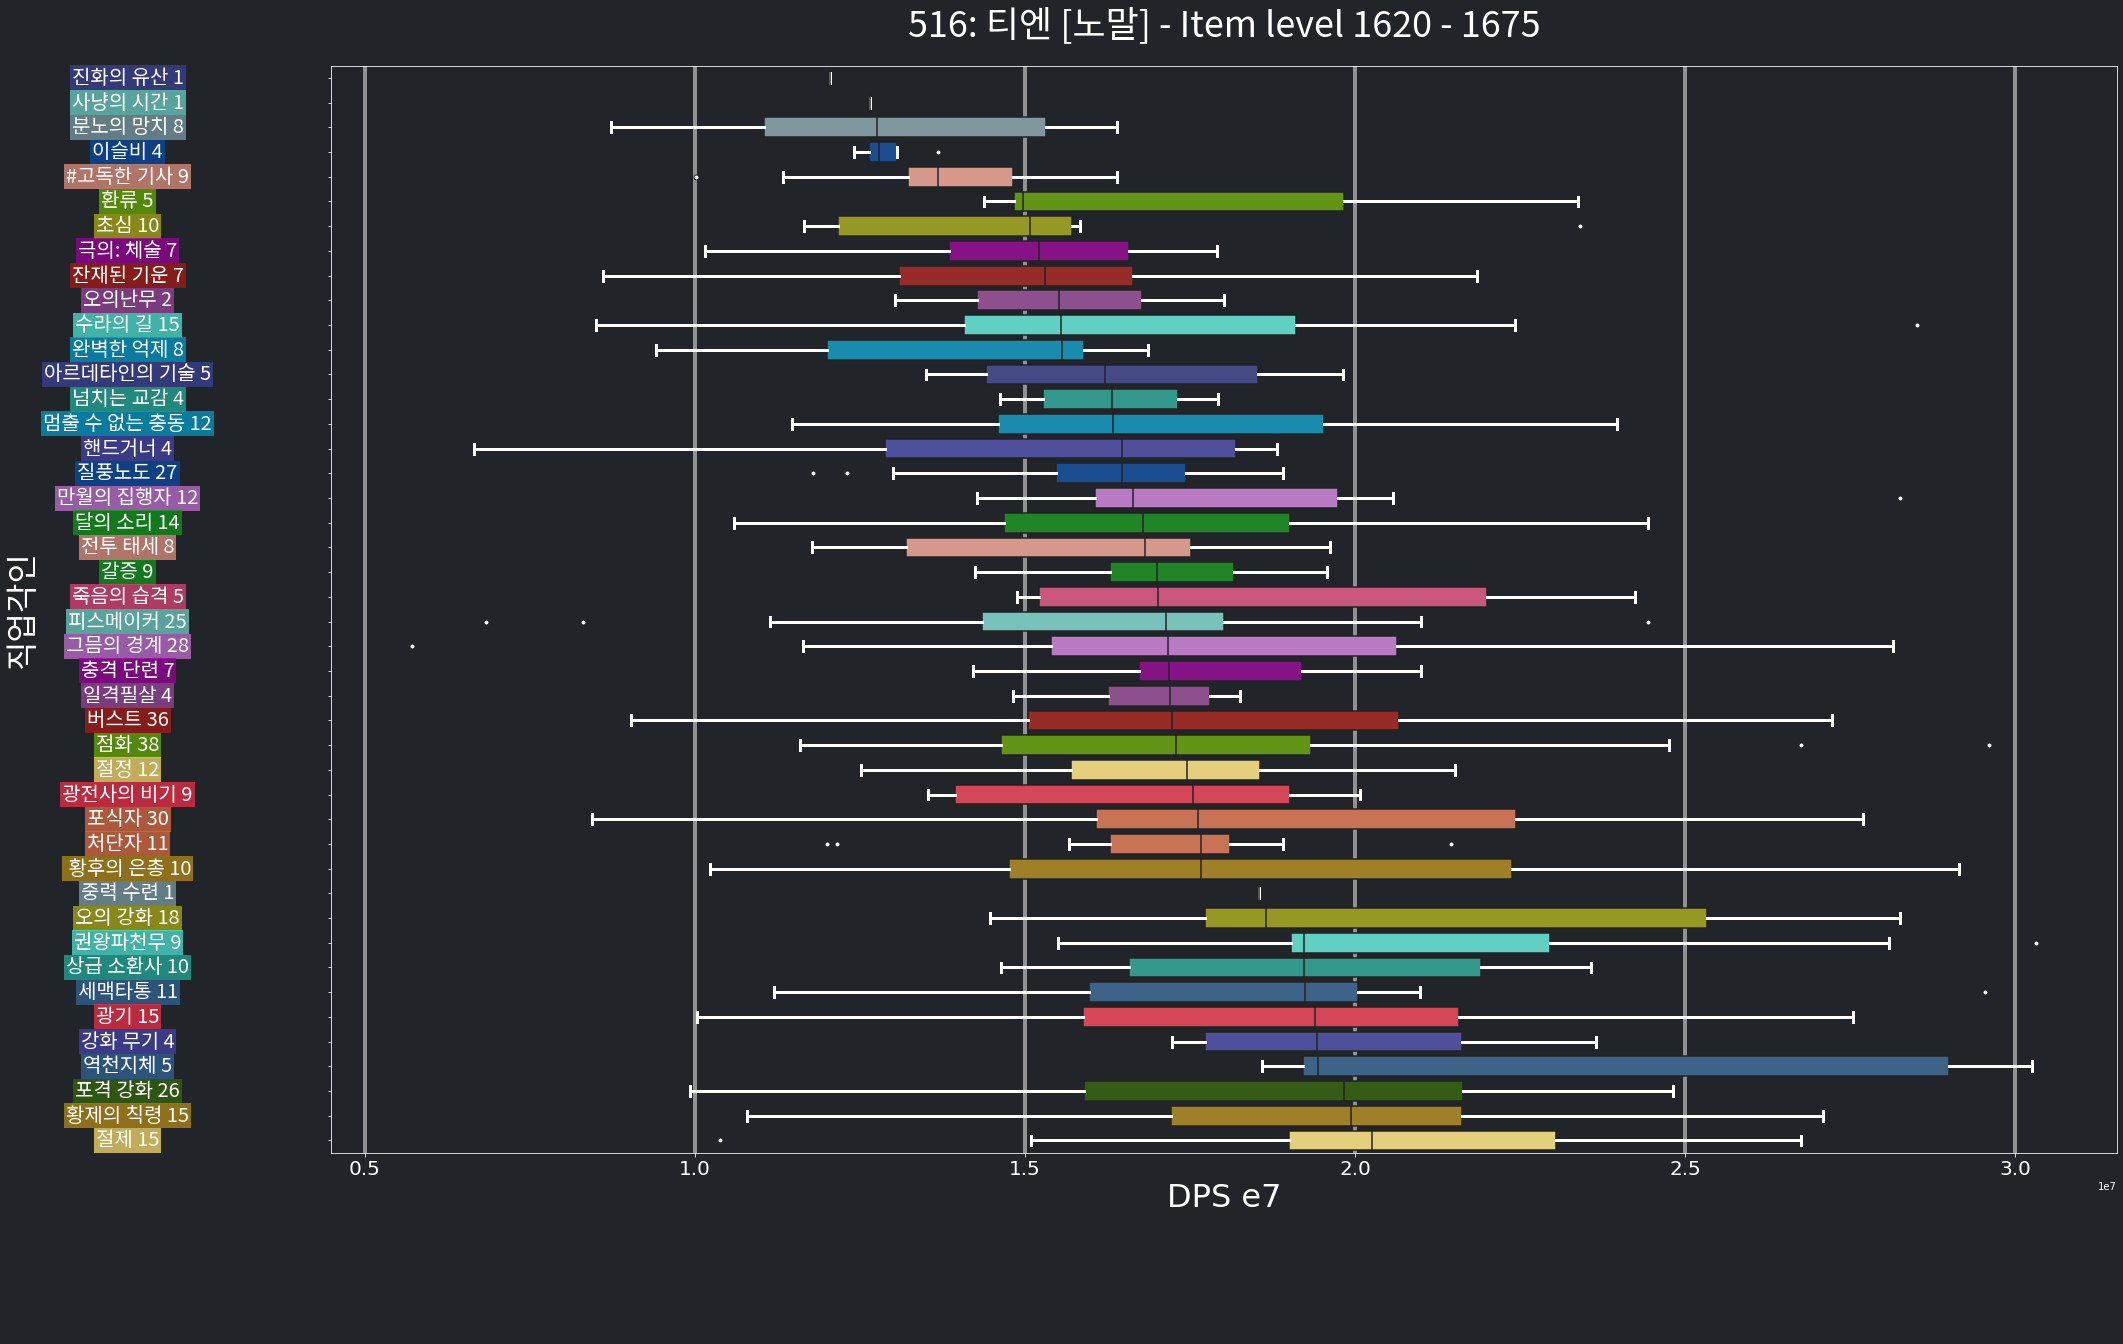 516: 티엔 [노말] - Item level 1620 - 1675
진화의 유산 1
사냥의 시간 1
분노의 망치 8
이슬비 4
#고독한 기사 9
환류 5
초심 10
극의: 체술 7
잔재된 기운 7
오의난무 2
수라의 길 15
완벽한 억제 8
아르데타인의 기술 5
넘치는 교감 4
멈출 수 없는 충동 12
핸드거너 4
질풍노도 27
만월의 집행자 12
달의 소리 14
전투 태세 8
갈증 9
죽음의 습격 5
피스메이커 25
그믐의 경계 28
충격 단련 7
일격필살 4
버스트 36
점화 38
절정 12
광전사의 비기 9
포식자 30
처단자 11
황후의 은총 10
중력 수련 1
오의 강화 18
권왕파천무 9
상급 소환사 10
세맥타통 11
광기 15
강화 무기 4
역천지체 5
포격 강화 26
황제의 칙령 15
절제 15
직업각인
0.5 1.0 1.5 2.0 2.5 3.0
1e7
DPS e7